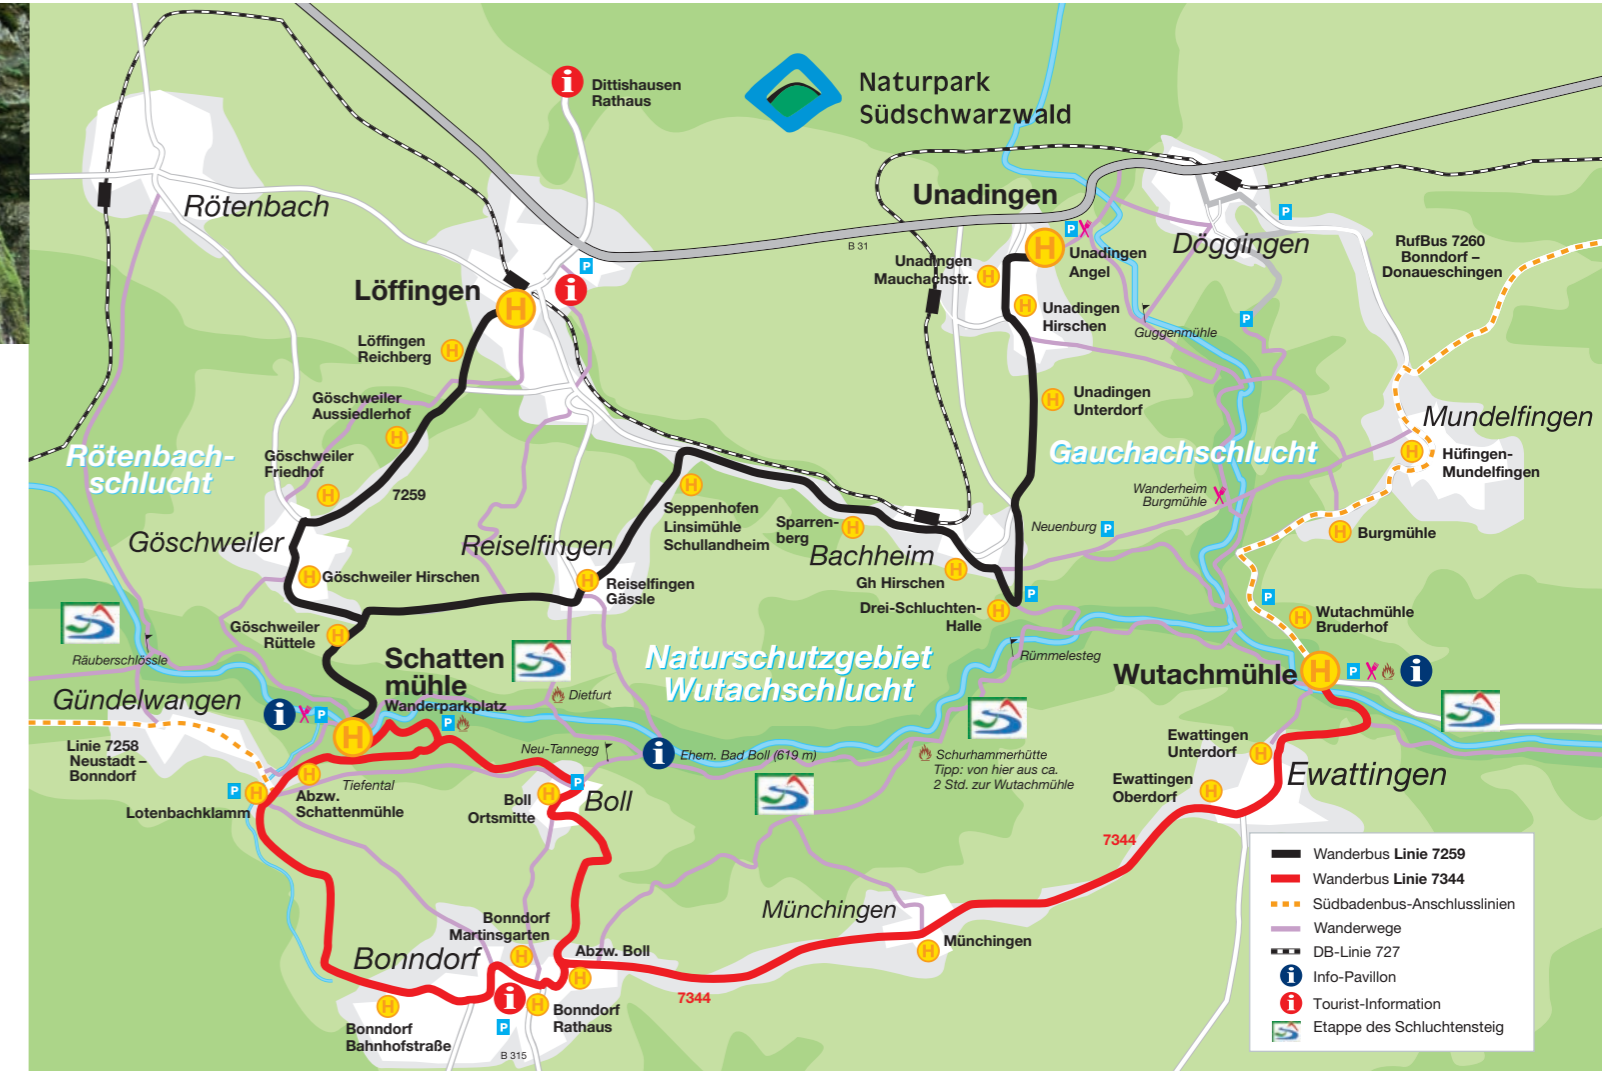 Dittishausen
Rathaus
Naturpark
Südschwarzwald
Rötenbach
Unadingen
B 31
Döggingen
P
RufBus 7260
Bonndorf –
Donaueschingen
Unadingen
Angel
Unadingen
Mauchachstr.
Löffingen
Unadingen
Hirschen
Guggenmühle
Löffingen
Reichberg
Göschweiler
Aussiedlerhof
Unadingen
Unterdorf
Mundelfingen
Göschweiler
Friedhof
Rötenbach-
schlucht
Gauchachschlucht
Hüfingen-
Mundelfingen
7259
Wanderheim
Burgmühle
Seppenhofen
Linsimühle
Schullandheim
Sparren-
berg
Neuenburg
P
Burgmühle
Göschweiler
Reiselfingen
Bachheim
Göschweiler Hirschen
Reiselfingen
Gässle
Gh Hirschen
Drei-Schluchten-
Halle
Wutachmühle
Bruderhof
Göschweiler
Rüttele
Räuberschlössle
Schatten
mühle
Wanderparkplatz
Naturschutzgebiet
Wutachschlucht
Rümmelesteg
Wutachmühle
Gündelwangen
Dietfurt
Linie 7258
Neustadt –
Bonndorf
Neu-Tannegg
Ehem. Bad Boll (619 m)
Schurhammerhütte
Tipp: von hier aus ca.
2 Std. zur Wutachmühle
Ewattingen
Unterdorf
Ewattingen
Ewattingen
Oberdorf
Tiefental
Lotenbachklamm
Abzw.
Schattenmühle
Boll
Ortsmitte
Boll
7344
Wanderbus Linie 7259
Wanderbus Linie 7344
Südbadenbus-Anschlusslinien
Wanderwege
DB-Linie 727
Info-Pavillon
Tourist-Information
Etappe des Schluchtensteig
Münchingen
Münchingen
Bonndorf
Martinsgarten
Abzw. Boll
Bonndorf
7344
Bonndorf
Rathaus
Bonndorf
Bahnhofstraße
B 315